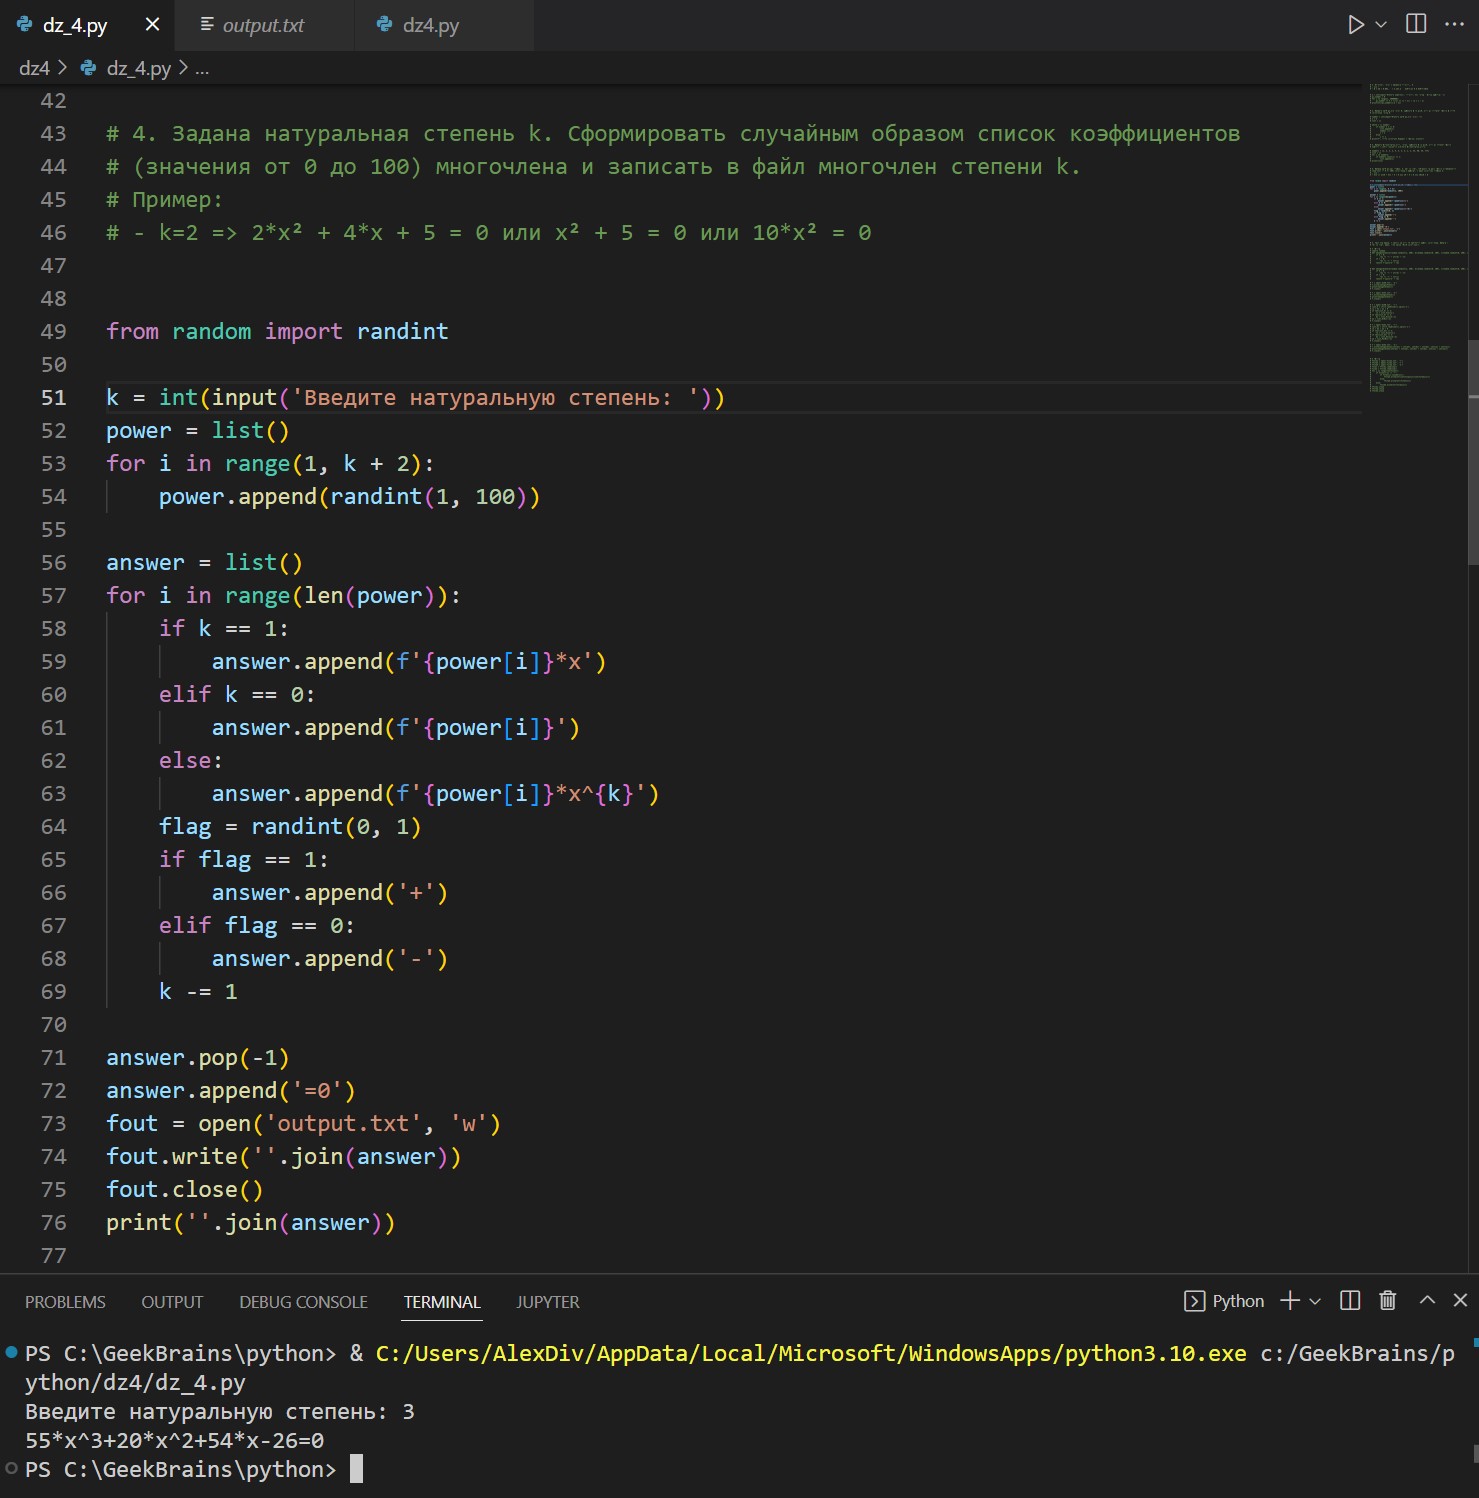 dz_4.py
output.txt
dz4.py
dz4 > dz_4.py > ...
42
43 # 4. Задана натуральная степень k. Сформировать случайным образом список коэффициентов
44 # (значения от 0 до 100) многочлена и записать в файл многочлен степени k.
45 # Пример:
46 # - k=2 => 2*x² + 4*x + 5 = 0 или x² + 5 = 0 или 10*x² = 0
47
48
49 from random import randint
50
51 k = int(input('Введите натуральную степень: '))
52 power = list()
53 for i in range(1, k + 2):
54     power.append(randint(1, 100))
55
56 answer = list()
57 for i in range(len(power)):
58     if k == 1:
59         answer.append(f'{power[i]}*x')
60     elif k == 0:
61         answer.append(f'{power[i]}')
62     else:
63         answer.append(f'{power[i]}*x^{k}')
64     flag = randint(0, 1)
65     if flag == 1:
66         answer.append('+')
67     elif flag == 0:
68         answer.append('-')
69     k -= 1
70
71 answer.pop(-1)
72 answer.append('=0')
73 fout = open('output.txt', 'w')
74 fout.write(''.join(answer))
75 fout.close()
76 print(''.join(answer))
77
PROBLEMS OUTPUT DEBUG CONSOLE TERMINAL JUPYTER Python
PS C:\GeekBrains\python> & C:/Users/AlexDiv/AppData/Local/Microsoft/WindowsApps/python3.10.exe c:/GeekBrains/p
ython/dz4/dz_4.py
Введите натуральную степень: 3
55*x^3+20*x^2+54*x-26=0
PS C:\GeekBrains\python>